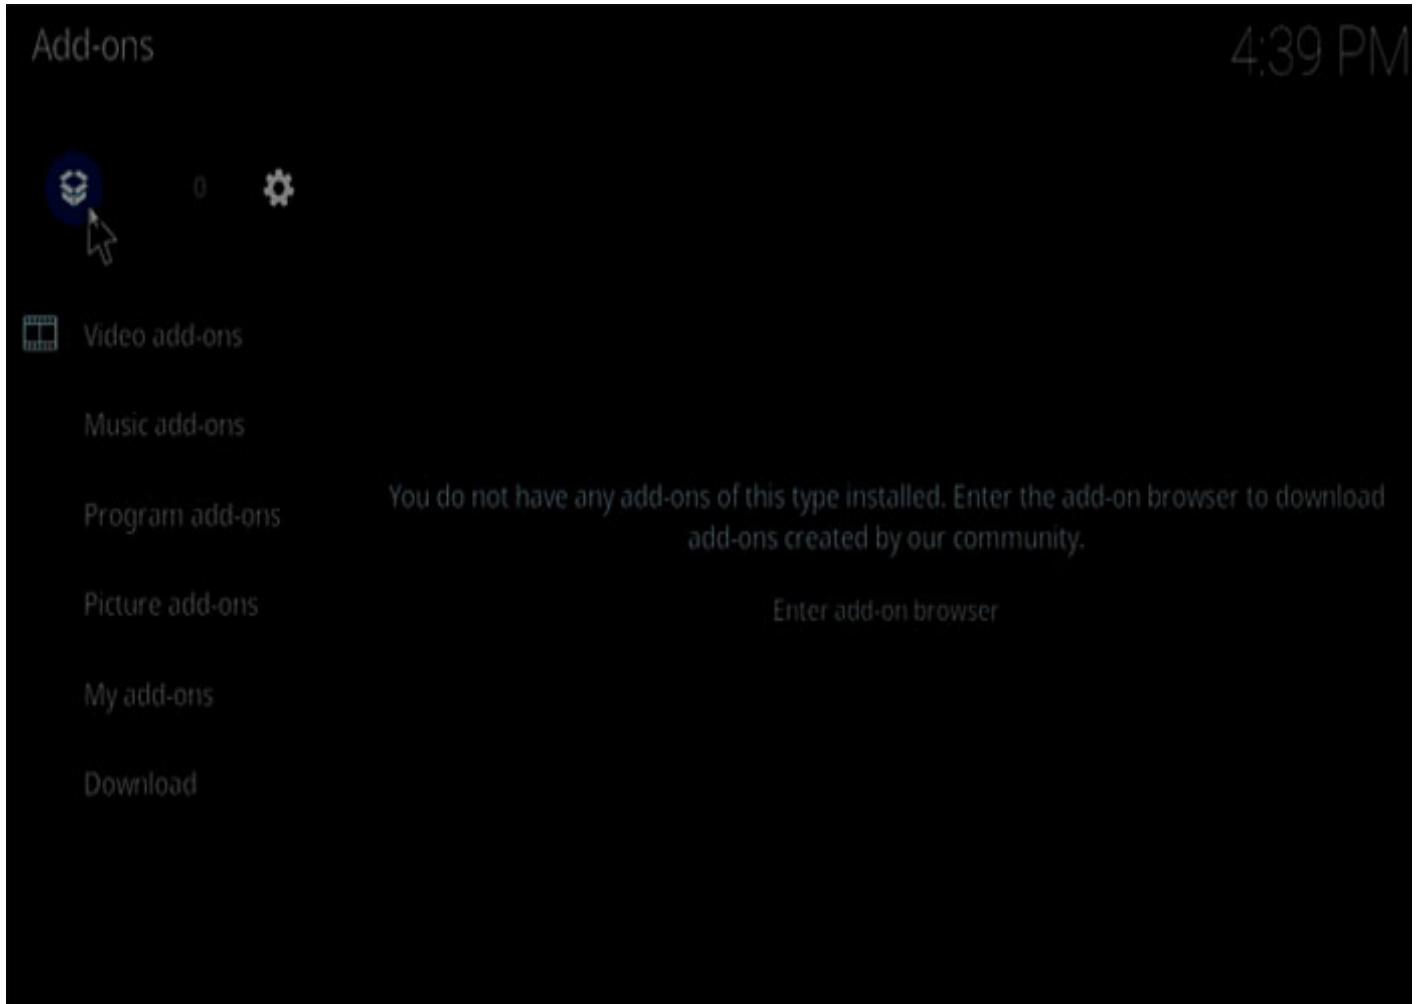 Add-ons
4:39 PM
0
Video add-ons
Music add-ons
Program add-ons
Picture add-ons
My add-ons
Download
You do not have any add-ons of this type installed. Enter the add-on browser to download
add-ons created by our community.
Enter add-on browser